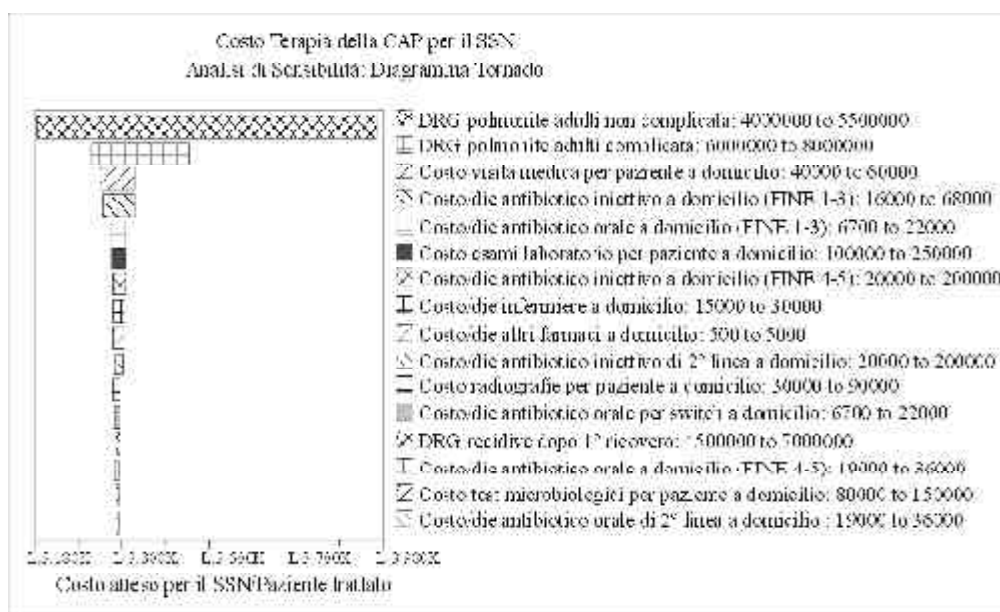 Costo Terapia della CAP per il SSN
Analisi di Sensibilità: Diagramma Tornado
DRG polmonite adulti non complicata: 4000000 to 5500000
DRG polmonite adulti complicata: 6000000 to 8000000
Costo visita medica per paziente a domicilio: 40000 to 60000
Costo/die antibiotico iniettivo a domicilio (FINE 1-3): 16000 to 68000
Costo/die antibiotico orale a domicilio (FINE 1-3): 6700 to 22000
Costo esami laboratorio per paziente a domicilio: 100000 to 250000
Costo/die antibiotico iniettivo a domicilio (FINE 4-5): 20000 to 200000
Costo/die infermiere a domicilio: 15000 to 30000
Costo/die altri farmaci a domicilio: 500 to 5000
Costo/die antibiotico iniettivo di 2° linea a domicilio: 20000 to 200000
Costo radiografie per paziente a domicilio: 30000 to 90000
Costo/die antibiotico orale per switch a domicilio: 6700 to 22000
DRG recidive dopo 1° ricovero: to 7000000
Costo/die antibiotico orale a domicilio (FINE 4-5): 19000 to 36000
Costo test microbiologici per paziente a domicilio: 80000 to 150000
Costo/die antibiotico orale di 2° linea a domicilio : 19000 to 36000
Costo atteso per il SSN/Paziente trattato